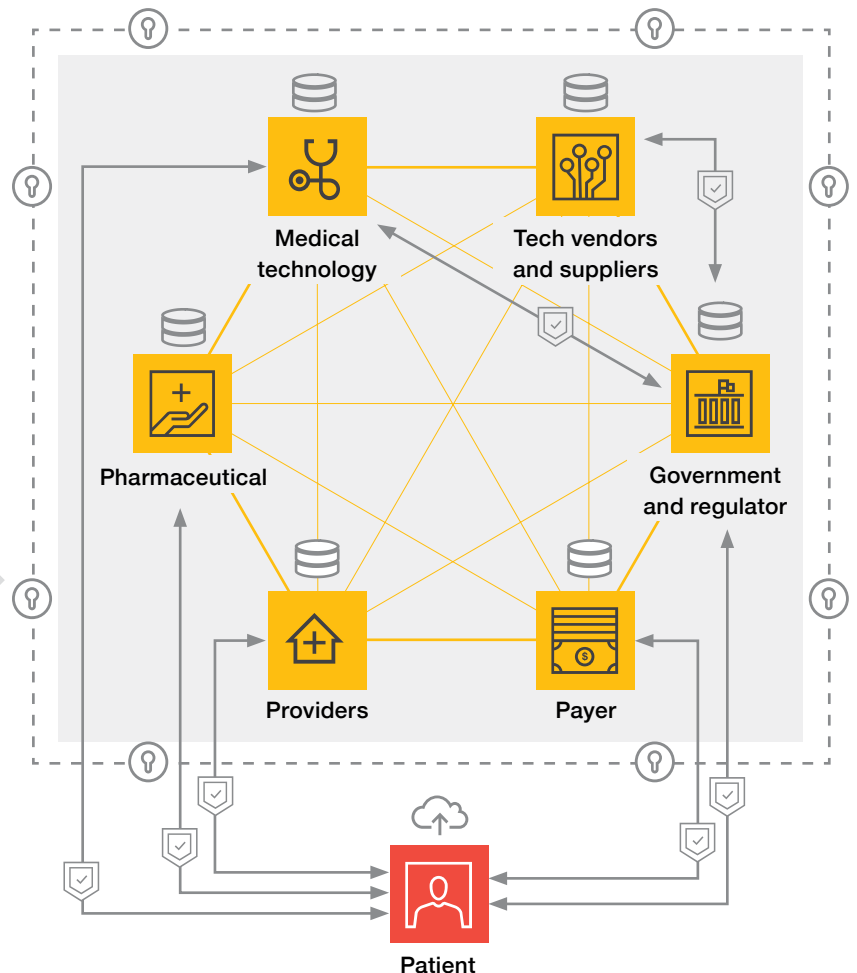 Medical
technology
Tech vendors
and suppliers
Pharmaceutical
Government
and regulator
Providers
Payer
$
Patient